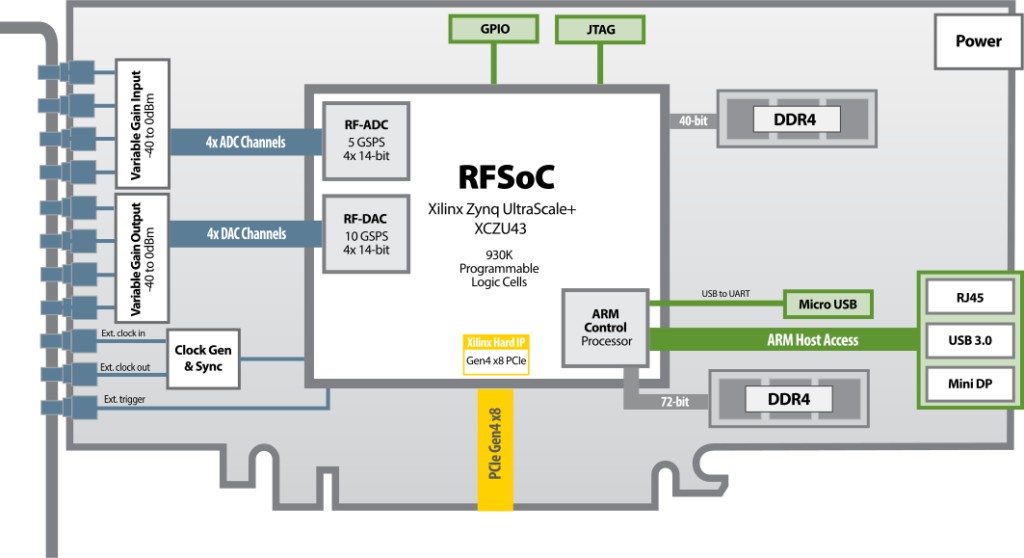 GPIO
JTAG
Power
Variable Gain Input
-40 to 0dBm
4x ADC Channels
RF-ADC
5 GSPS
4x 14-bit
40-bit
DDR4
RFSoC
Xilinx Zynq UltraScale+
XCZU43
930K
Programmable
Logic Cells
Variable Gain Output
-40 to 0dBm
4x DAC Channels
RF-DAC
10 GSPS
4x 14-bit
USB to UART
Micro USB
RJ45
USB 3.0
Mini DP
ARM
Control
Processor
ARM Host Access
Ext. clock in
Ext. clock out
Ext. trigger
Clock Gen
& Sync
Xilinx Hard IP
Gen4 x8 PCIe
72-bit
DDR4
PCIe Gen4 x8